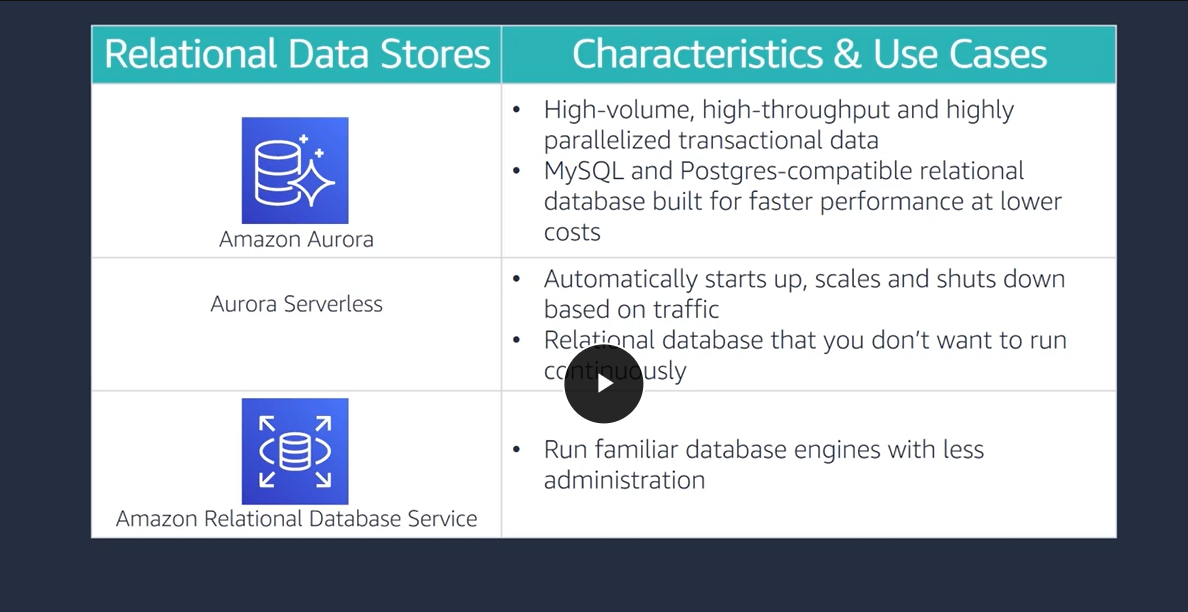 Relational Data Stores
Characteristics & Use Cases
Amazon Aurora
• High-volume, high-throughput and highly
parallelized transactional data
• MySQL and Postgres-compatible relational
database built for faster performance at lower
costs
Aurora Serverless
• Automatically starts up, scales and shuts down
based on traffic
• Relational database that you don’t want to run
continuously
Amazon Relational Database Service
• Run familiar database engines with less
administration